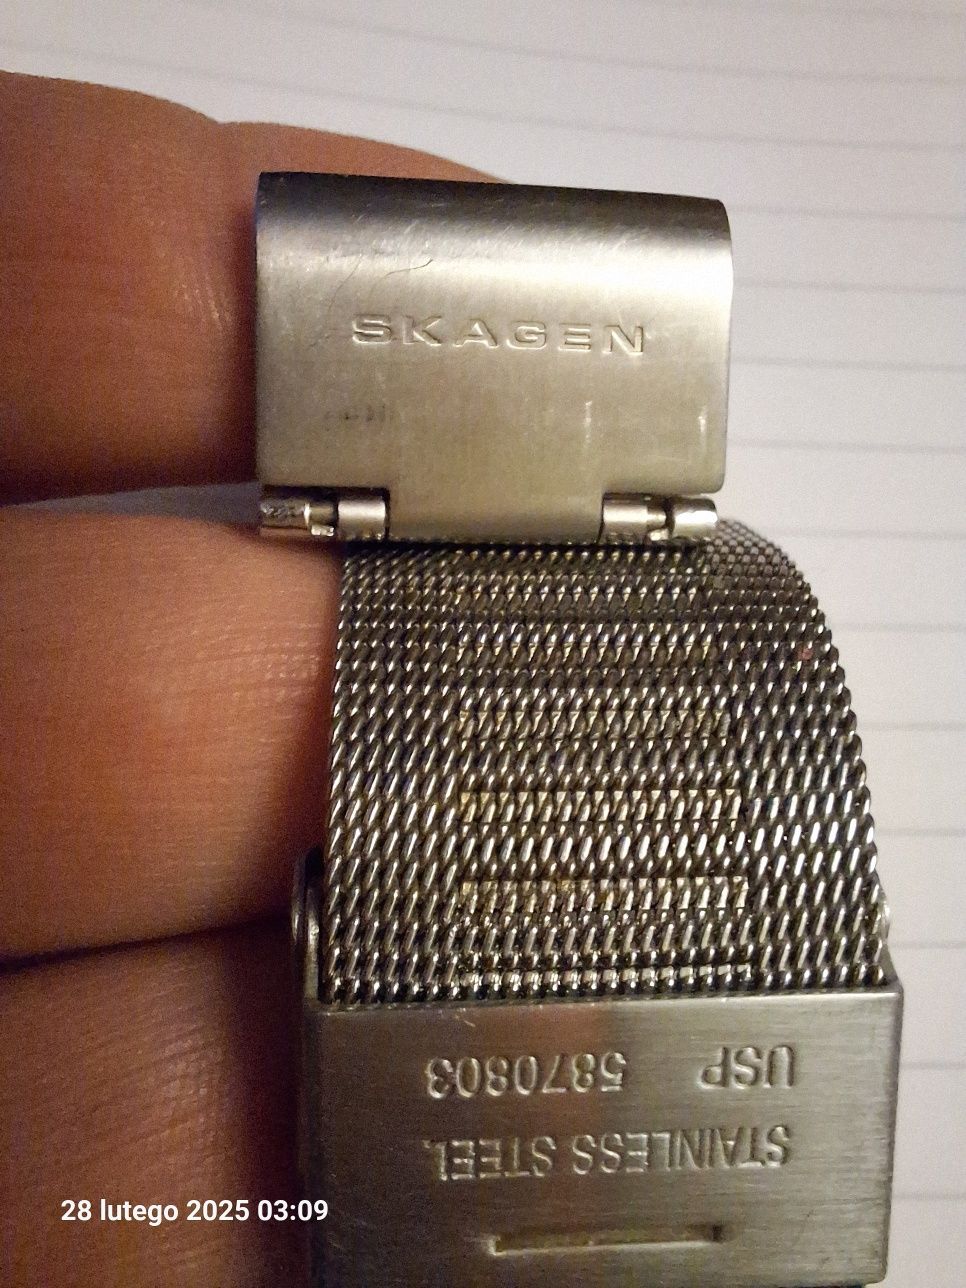 SKAGEN
USP 5870803
STAINLESS STEEL
28 lutego 2025 03:09